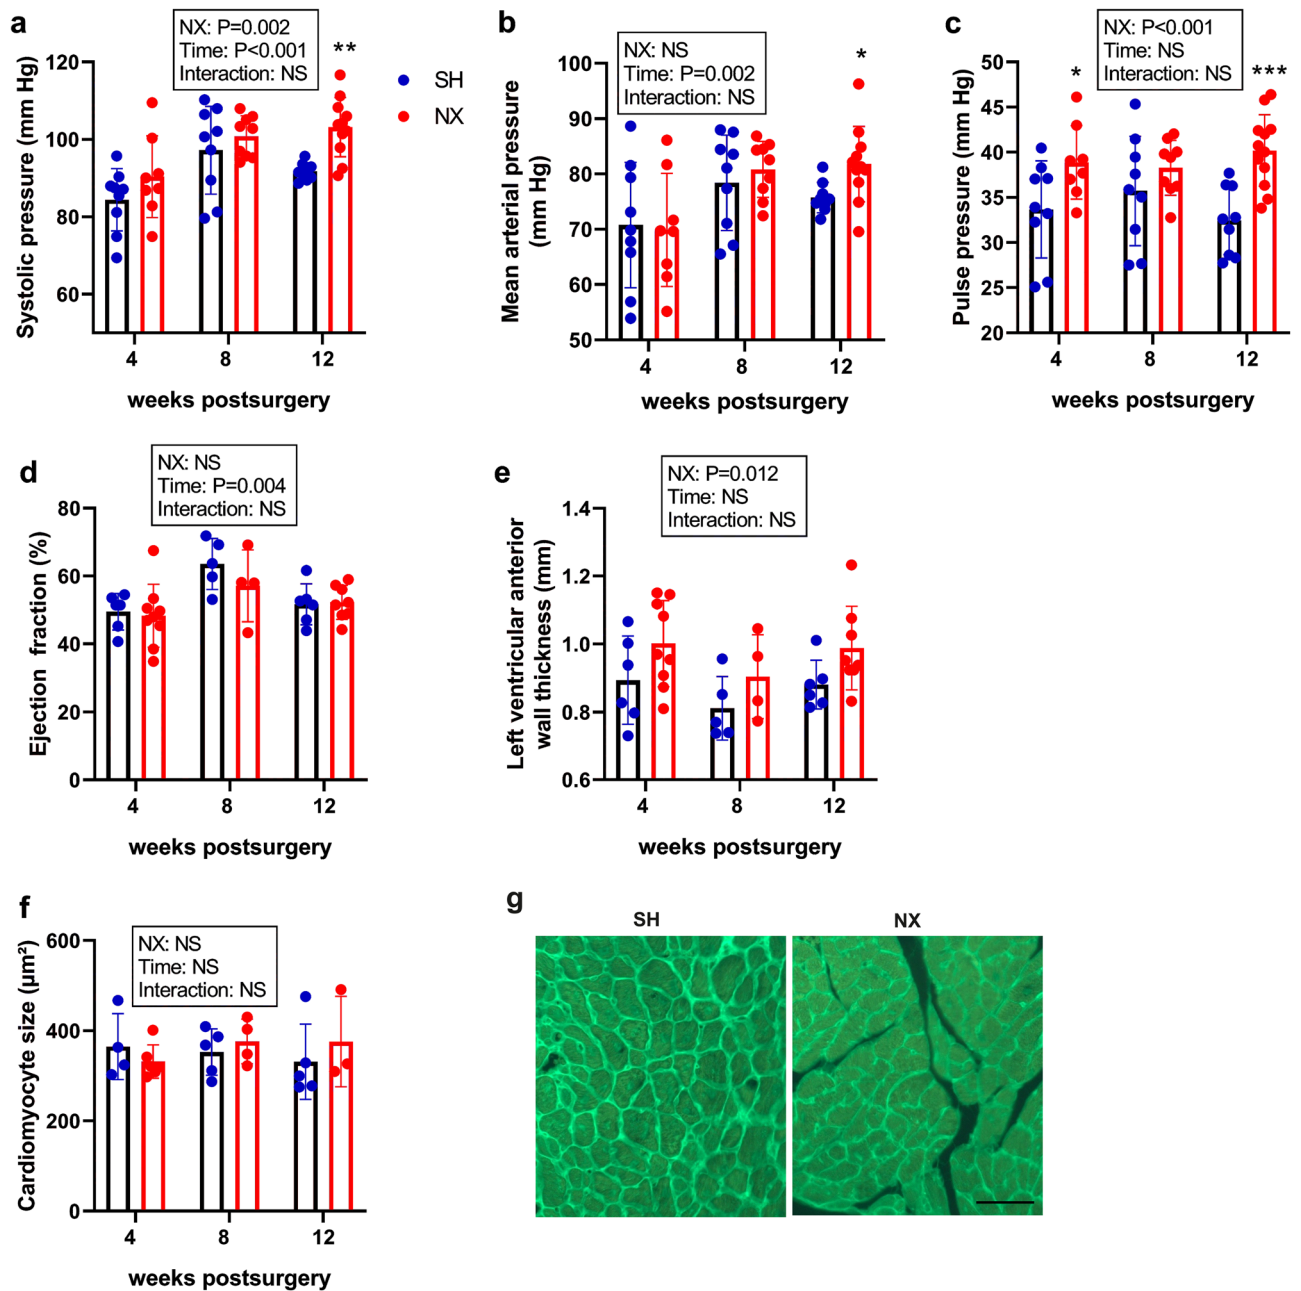 a
NX: P=0.002
Time: P<0.001
Interaction: NS
**
SH
NX
Systolic pressure (mm Hg)
120
100
80
60
4
8
12
weeks postsurgery
b
NX: NS
Time: P=0.002
Interaction: NS
*
Mean arterial pressure
(mm Hg)
100
90
80
70
60
50
4
8
12
weeks postsurgery
c
NX: P<0.001
Time: NS
Interaction: NS
*
***
Pulse pressure (mm Hg)
50
45
40
35
30
25
20
4
8
12
weeks postsurgery
d
NX: NS
Time: P=0.004
Interaction: NS
Ejection fraction (%)
80
60
40
20
0
4
8
12
weeks postsurgery
e
NX: P=0.012
Time: NS
Interaction: NS
Left ventricular anterior
wall thickness (mm)
1.4
1.2
1.0
0.8
0.6
4
8
12
weeks postsurgery
f
NX: NS
Time: NS
Interaction: NS
Cardiomyocyte size (µm²)
600
400
200
0
4
8
12
weeks postsurgery
g
SH
NX